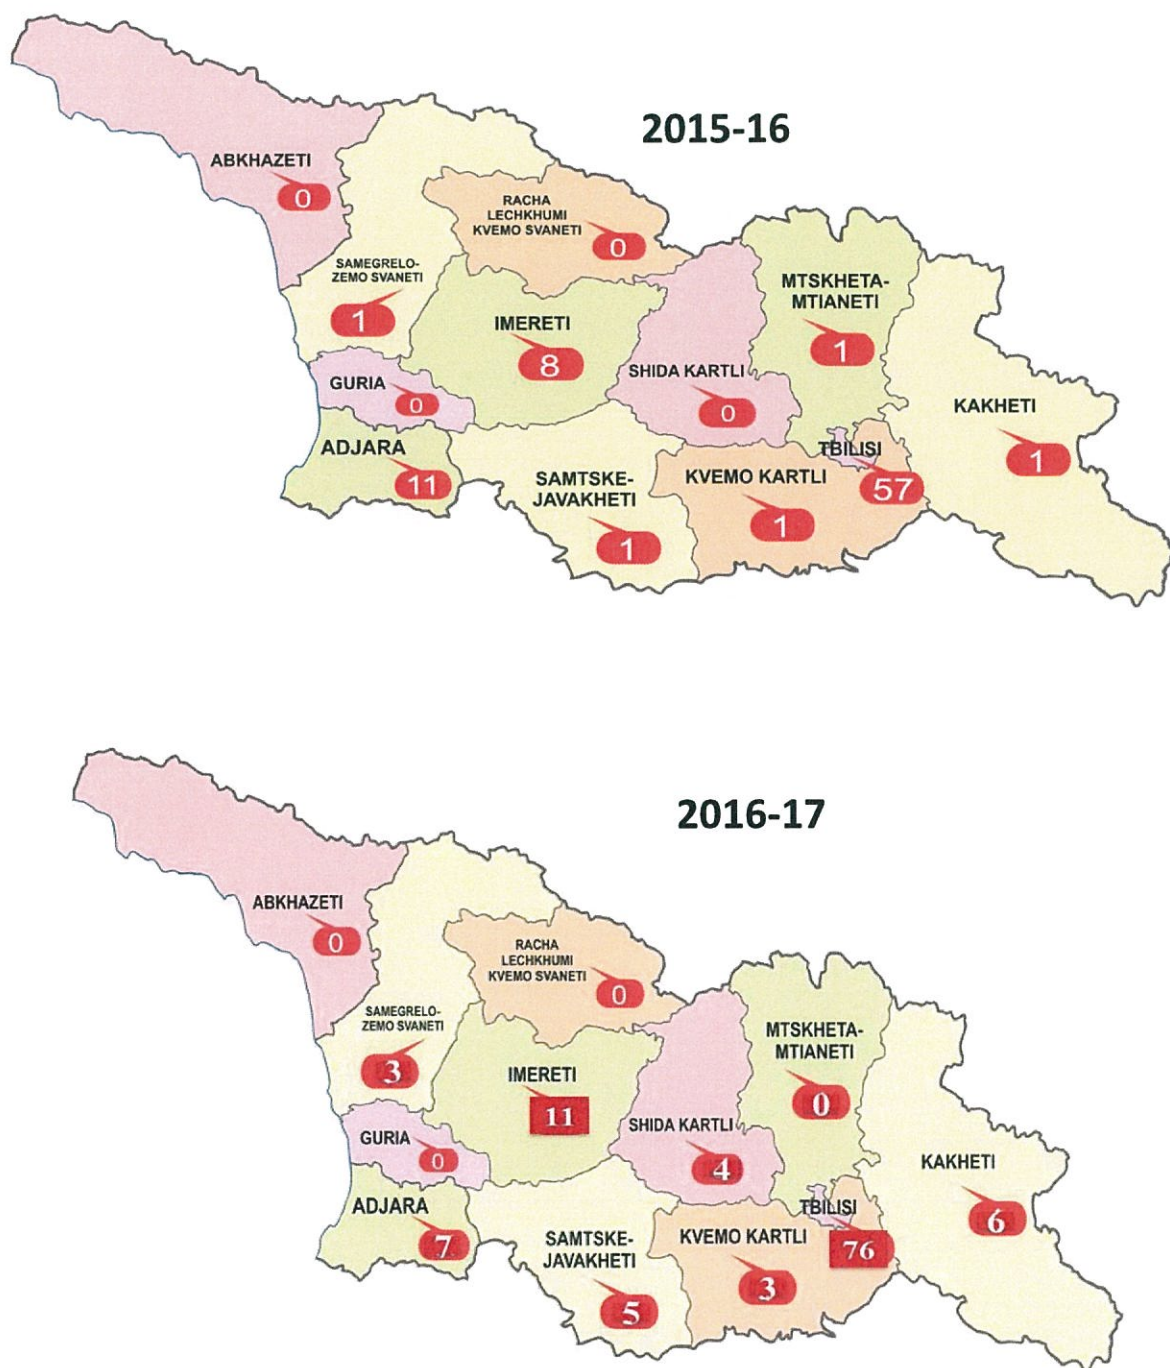 2015-16
ABKHAZETI
0
RACHA
LECHKHUMI
KVEMO SVANETI
0
SAMEGRELO-
ZEMO SVANETI
1
MTSKHETA-
MTIANETI
1
IMERETI
8
SHIDA KARTLI
0
GURIA
0
KAKHETI
1
ADJARA
11
TBILISI
57
SAMTSKE-
JAVAKHETI
1
KVEMO KARTLI
1
2016-17
ABKHAZETI
0
RACHA
LECHKHUMI
KVEMO SVANETI
0
SAMEGRELO-
ZEMO SVANETI
3
MTSKHETA-
MTIANETI
0
IMERETI
11
SHIDA KARTLI
4
GURIA
0
KAKHETI
6
ADJARA
7
TBILISI
76
SAMTSKE-
JAVAKHETI
5
KVEMO KARTLI
3